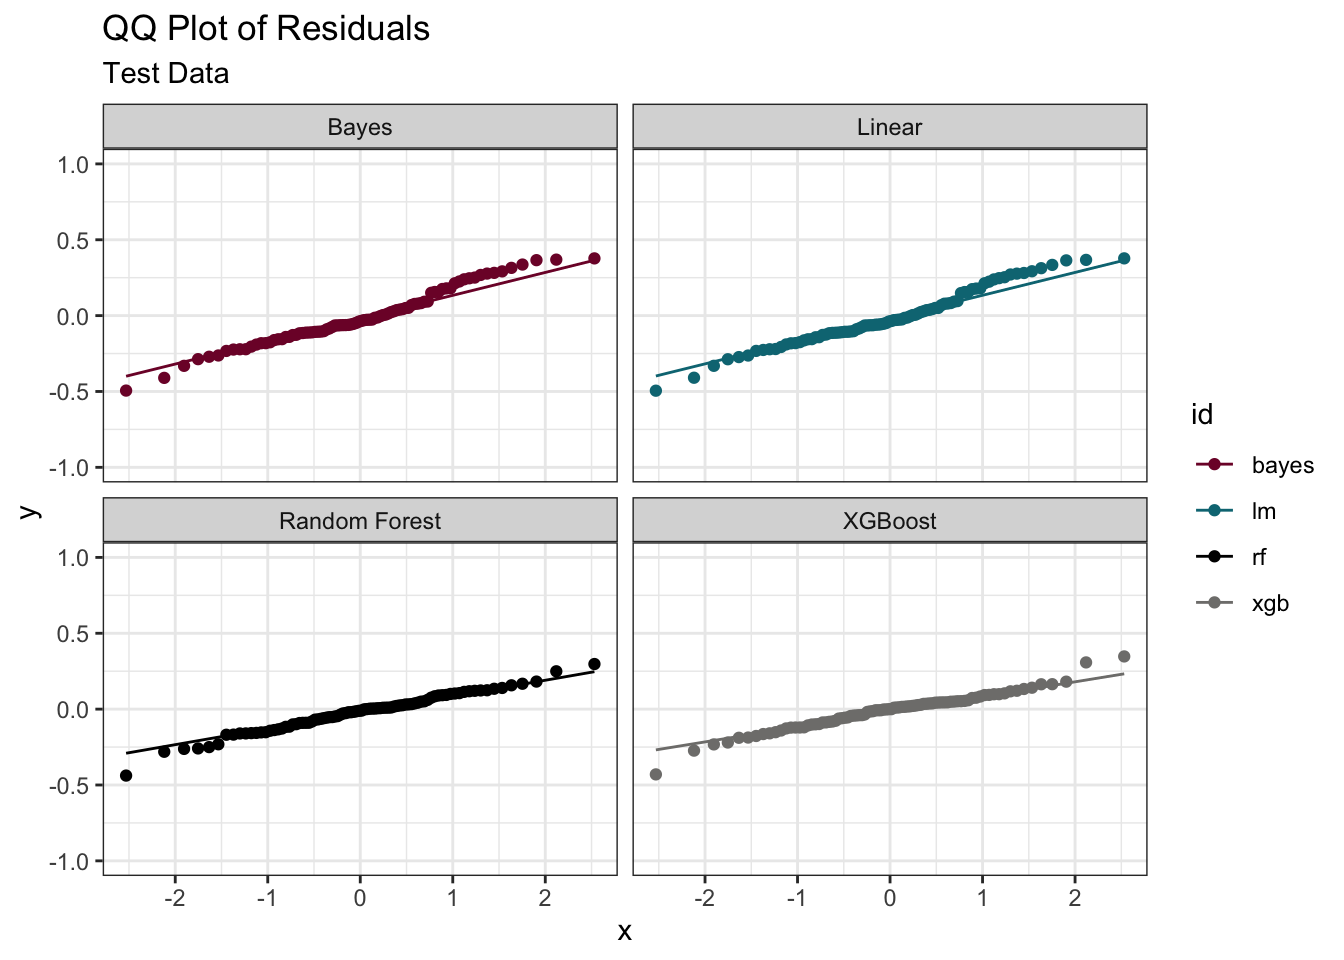 QQ Plot of Residuals
Test Data
Bayes
Linear
1.0
0.5
0.0
-0.5
-1.0
Random Forest
XGBoost
1.0
0.5
0.0
-0.5
-1.0
-2 -1 0 1 2
-2 -1 0 1 2
x
y
id
bayes
lm
rf
xgb